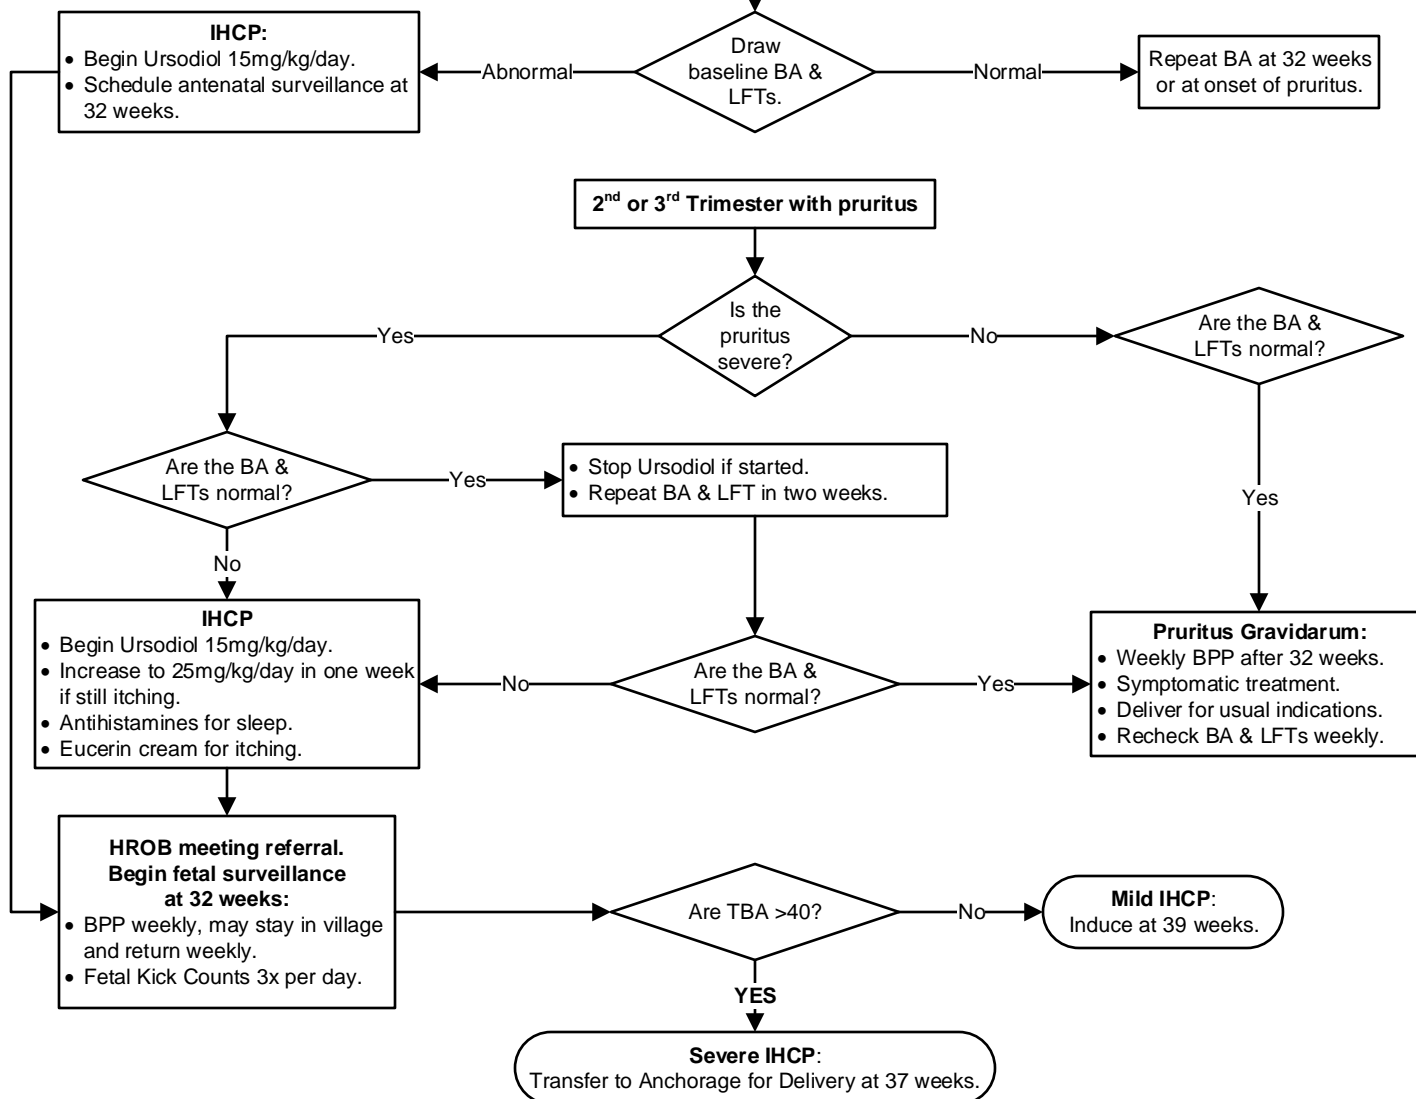 IHCP:
• Begin Ursodiol 15mg/kg/day.
• Schedule antenatal surveillance at
32 weeks.
Abnormal
Draw
baseline BA &
LFTs.
Normal
Repeat BA at 32 weeks
or at onset of pruritus.
2nd or 3rd Trimester with pruritus
Is the
pruritus
severe?
Yes
No
Are the BA &
LFTs normal?
Are the BA &
LFTs normal?
Yes
• Stop Ursodiol if started.
• Repeat BA & LFT in two weeks.
Yes
No
IHCP
• Begin Ursodiol 15mg/kg/day.
• Increase to 25mg/kg/day in one week
if still itching.
• Antihistamines for sleep.
• Eucerin cream for itching.
No
Are the BA &
LFTs normal?
Yes
Pruritus Gravidarum:
• Weekly BPP after 32 weeks.
• Symptomatic treatment.
• Deliver for usual indications.
• Recheck BA & LFTs weekly.
HROB meeting referral.
Begin fetal surveillance
at 32 weeks:
• BPP weekly, may stay in village
and return weekly.
• Fetal Kick Counts 3x per day.
Are TBA >40?
No
Mild IHCP:
Induce at 39 weeks.
YES
Severe IHCP:
Transfer to Anchorage for Delivery at 37 weeks.